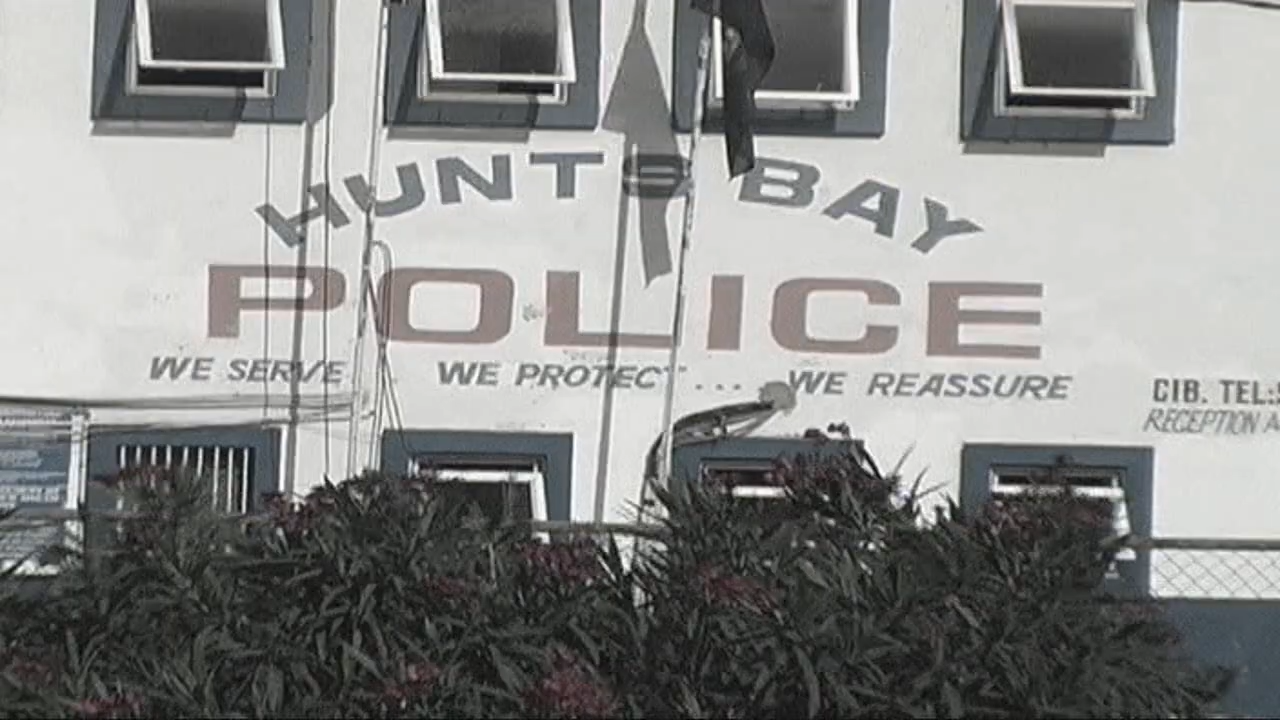 HUNTS BAY
POLICE
WE SERVE WE PROTECT... WE REASSURE
CIB. TEL:
RECEPTION